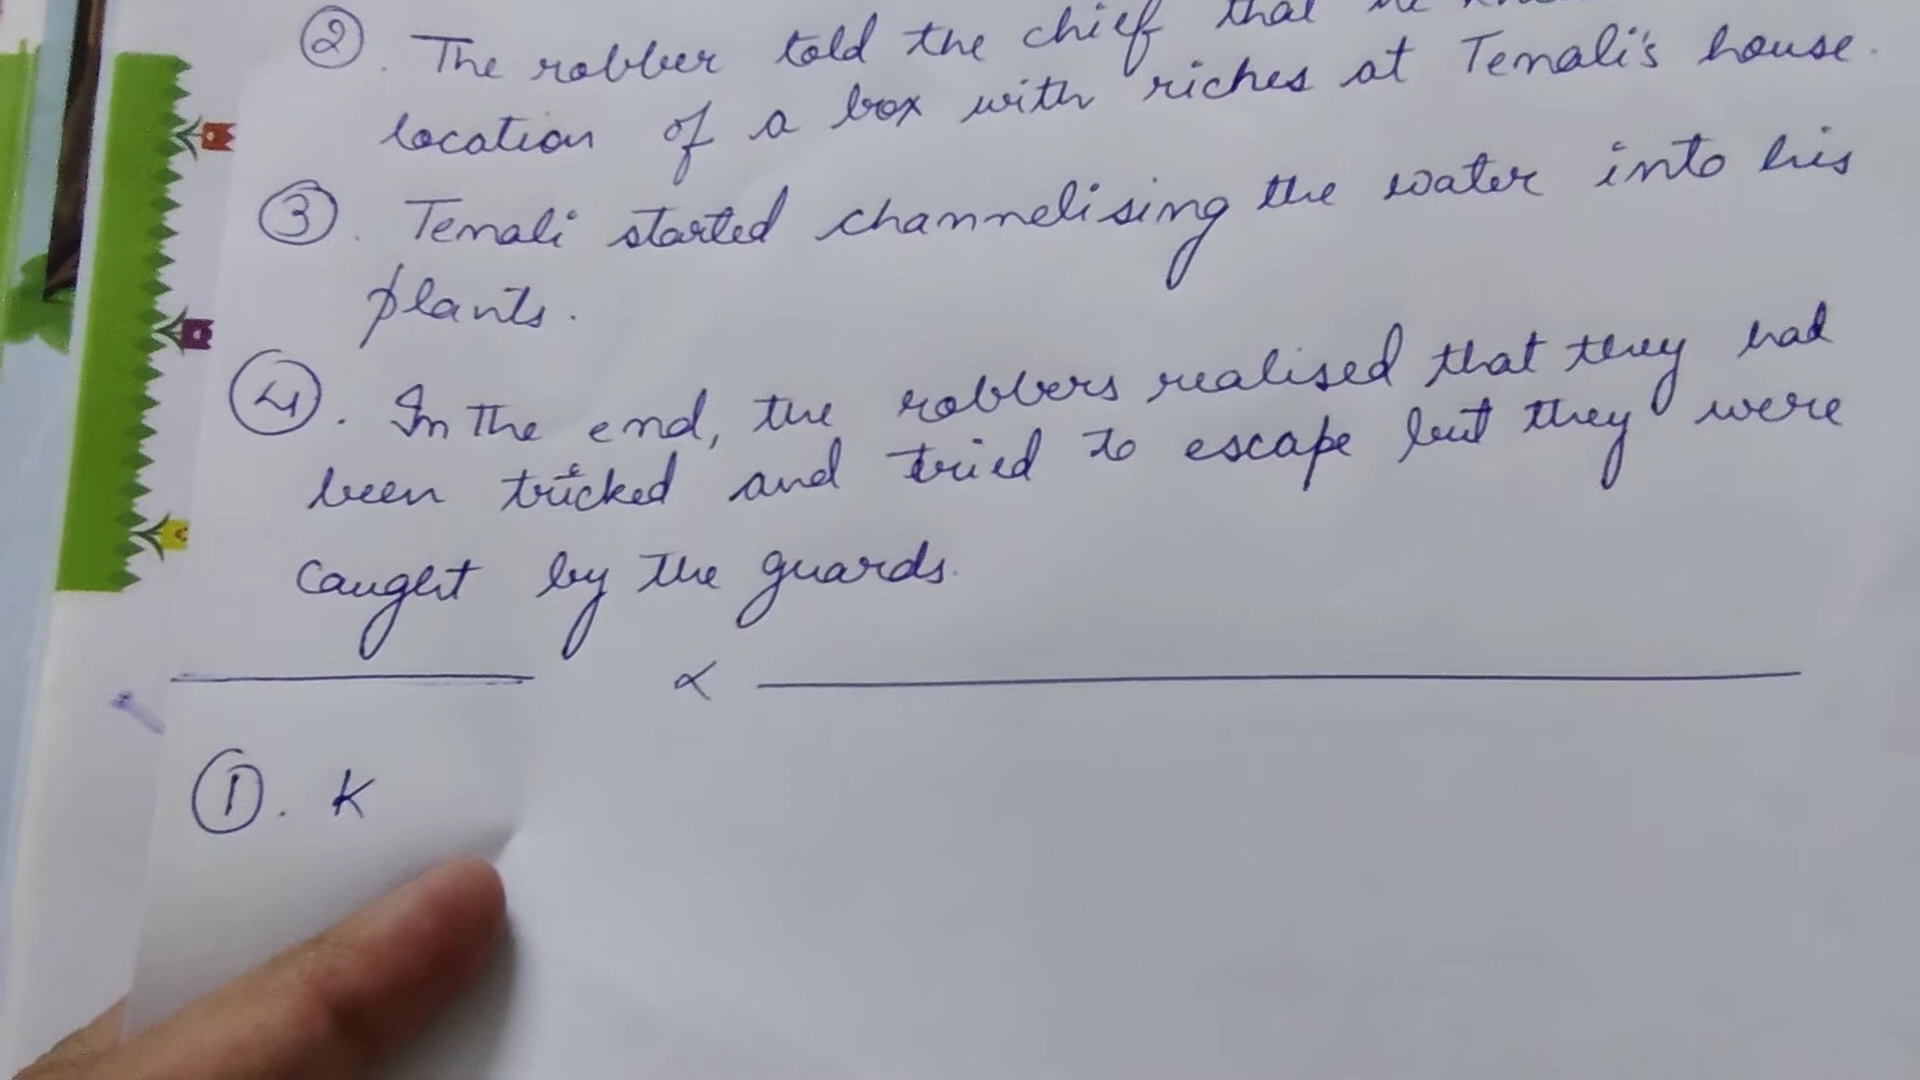 ② . The robber told the chief that
location of a box with riches at Tenali's house.
③ . Tenali started channelising the water into his
plants.
④ . In the end, the robbers realised that they had
been tricked and tried to escape but they were
caught by the guards.
① . K